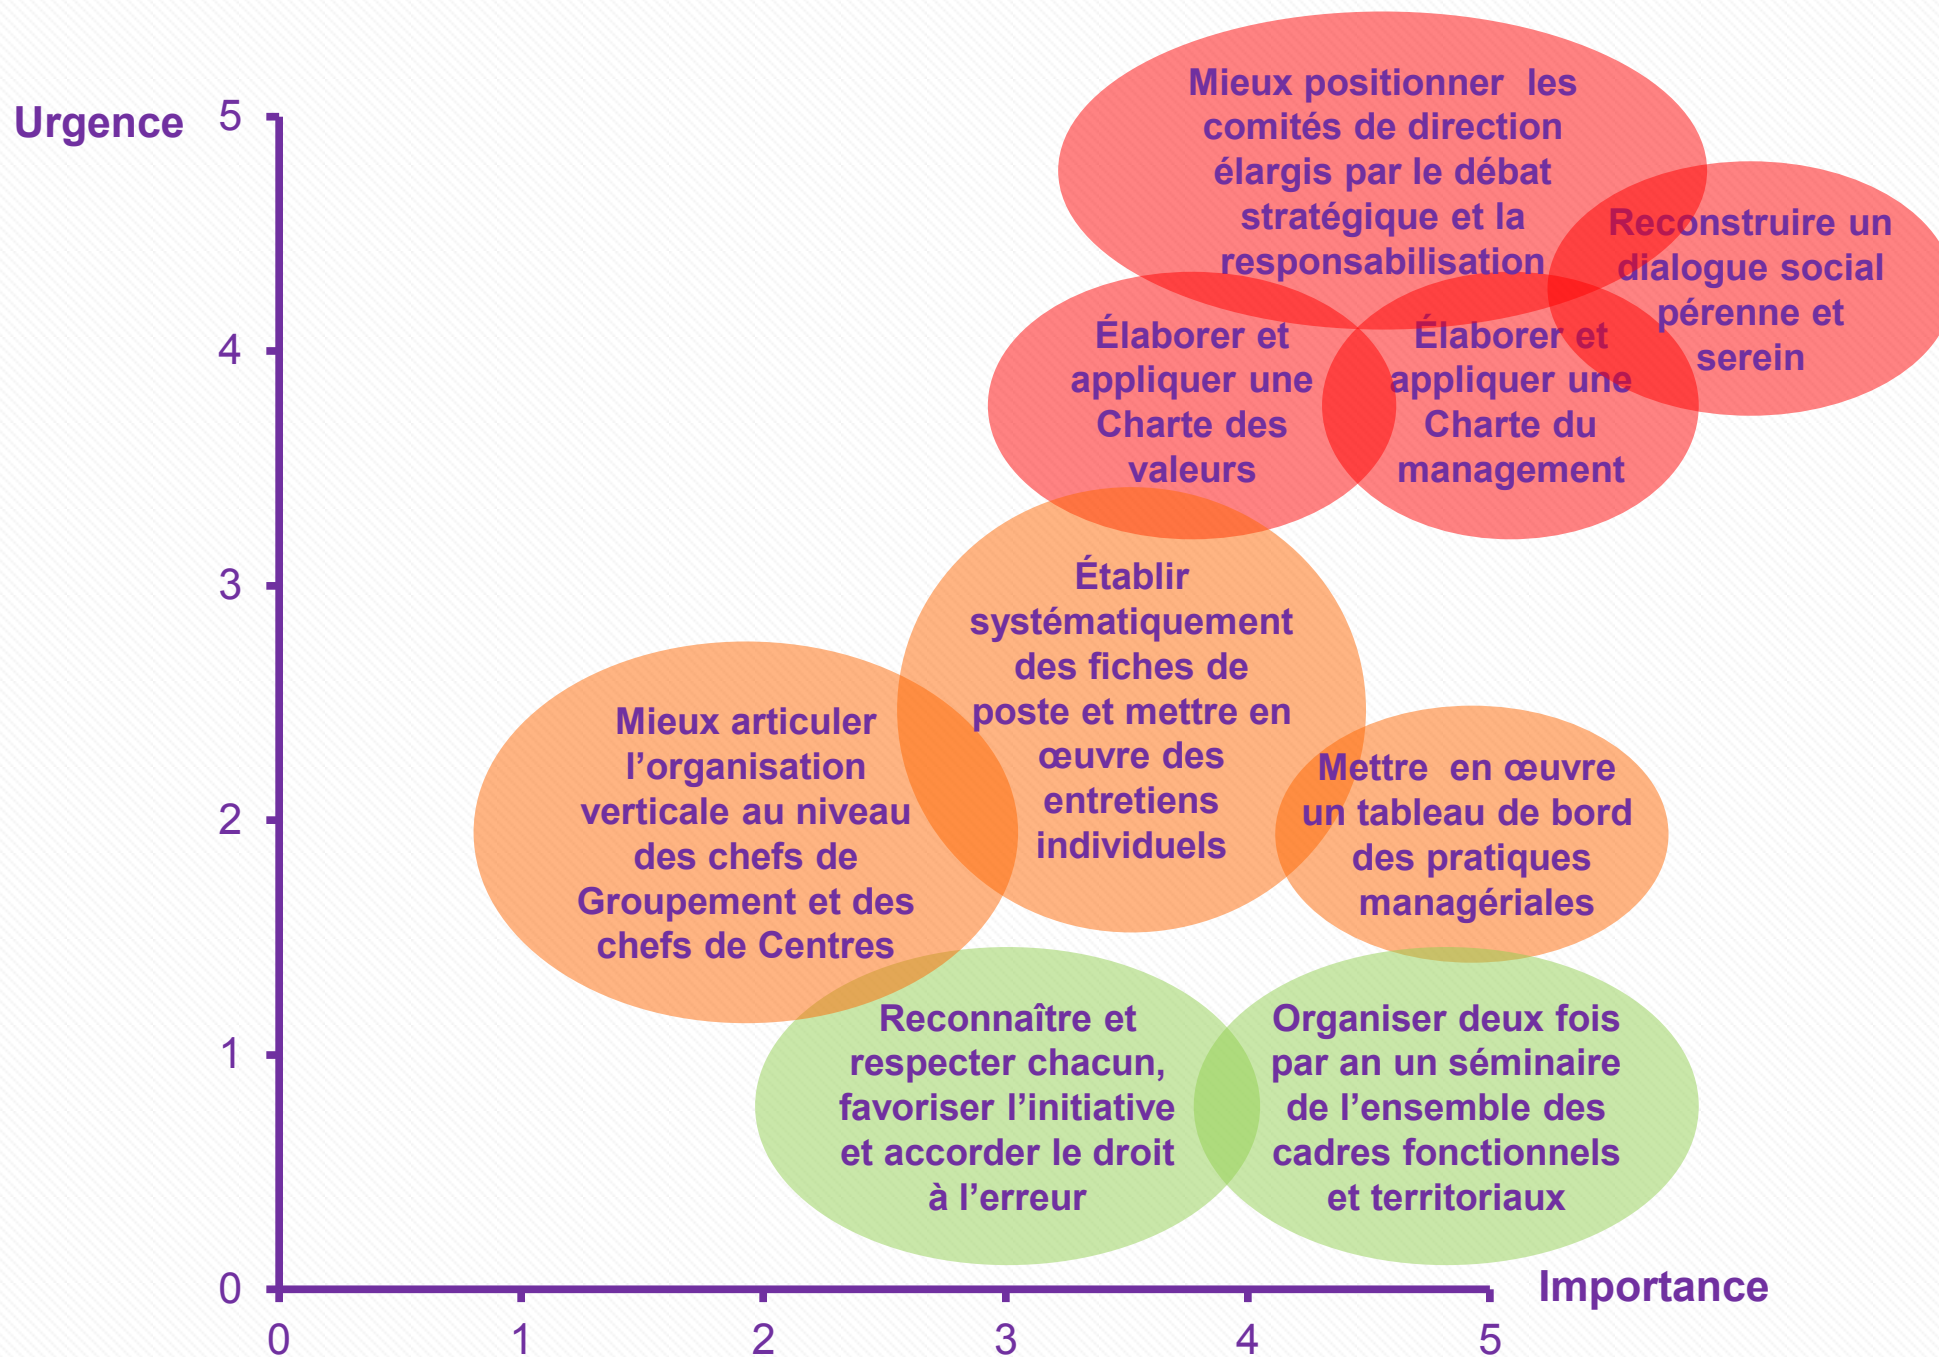 Urgence
5
4
3
2
1
0
Mieux positionner les
comités de direction
élargis par le débat
stratégique et la
responsabilisation
Reconstruire un
dialogue social
pérenne et
serein
Élaborer et
appliquer une
Charte des
valeurs
Élaborer et
appliquer une
Charte du
management
Établir
systématiquement
des fiches de
poste et mettre en
œuvre des
entretiens
individuels
Mieux articuler
l’organisation
verticale au niveau
des chefs de
Groupement et des
chefs de Centres
Mettre en œuvre
un tableau de bord
des pratiques
managériales
Reconnaître et
respecter chacun,
favoriser l’initiative
et accorder le droit
à l’erreur
Organiser deux fois
par an un séminaire
de l’ensemble des
cadres fonctionnels
et territoriaux
Importance
0 1 2 3 4 5